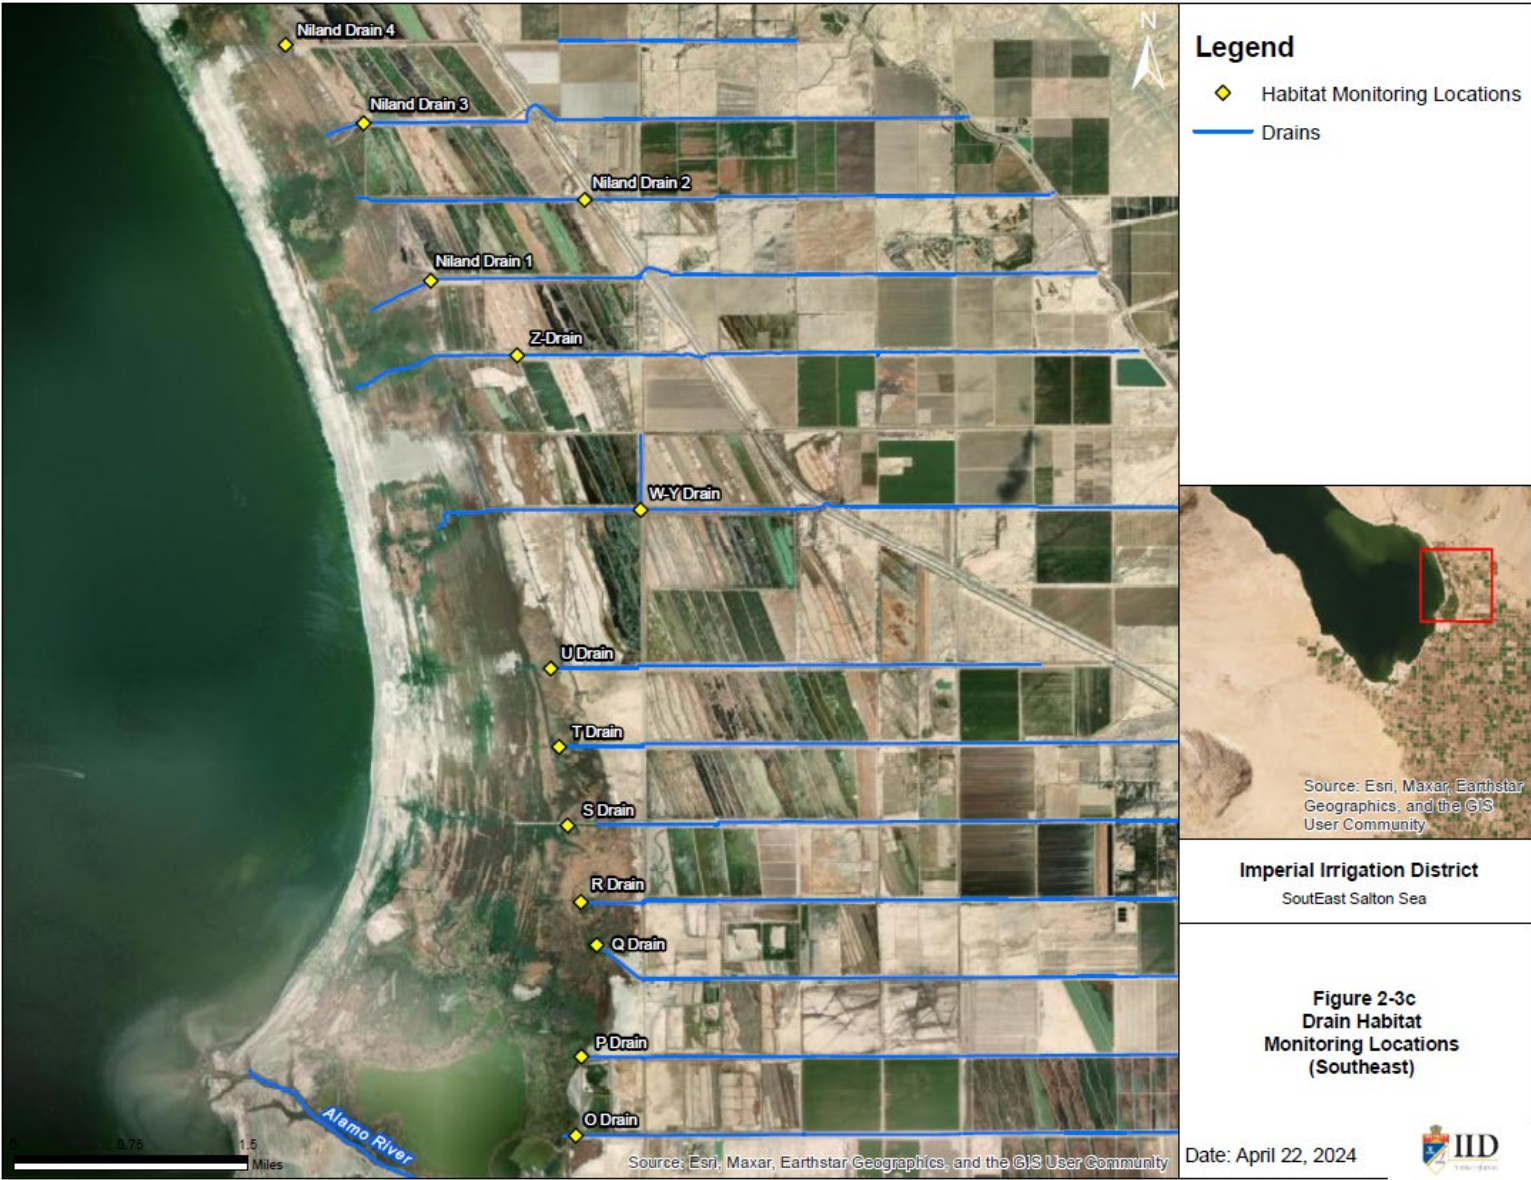 Niland Drain 4
Niland Drain 3
Niland Drain 2
Niland Drain 1
Z-Drain
W-Y Drain
U Drain
T Drain
S Drain
R Drain
Q Drain
P Drain
O Drain
Alamo River
0 0.75 1.5
Miles
Source: Esri, Maxar, Earthstar Geographics, and the GIS User Community
N
Legend
Habitat Monitoring Locations
Drains
Source: Esri, Maxar, Earthstar
Geographics, and the GIS
User Community
Imperial Irrigation District
SoutEast Salton Sea
Figure 2-3c
Drain Habitat
Monitoring Locations
(Southeast)
Date: April 22, 2024
IID